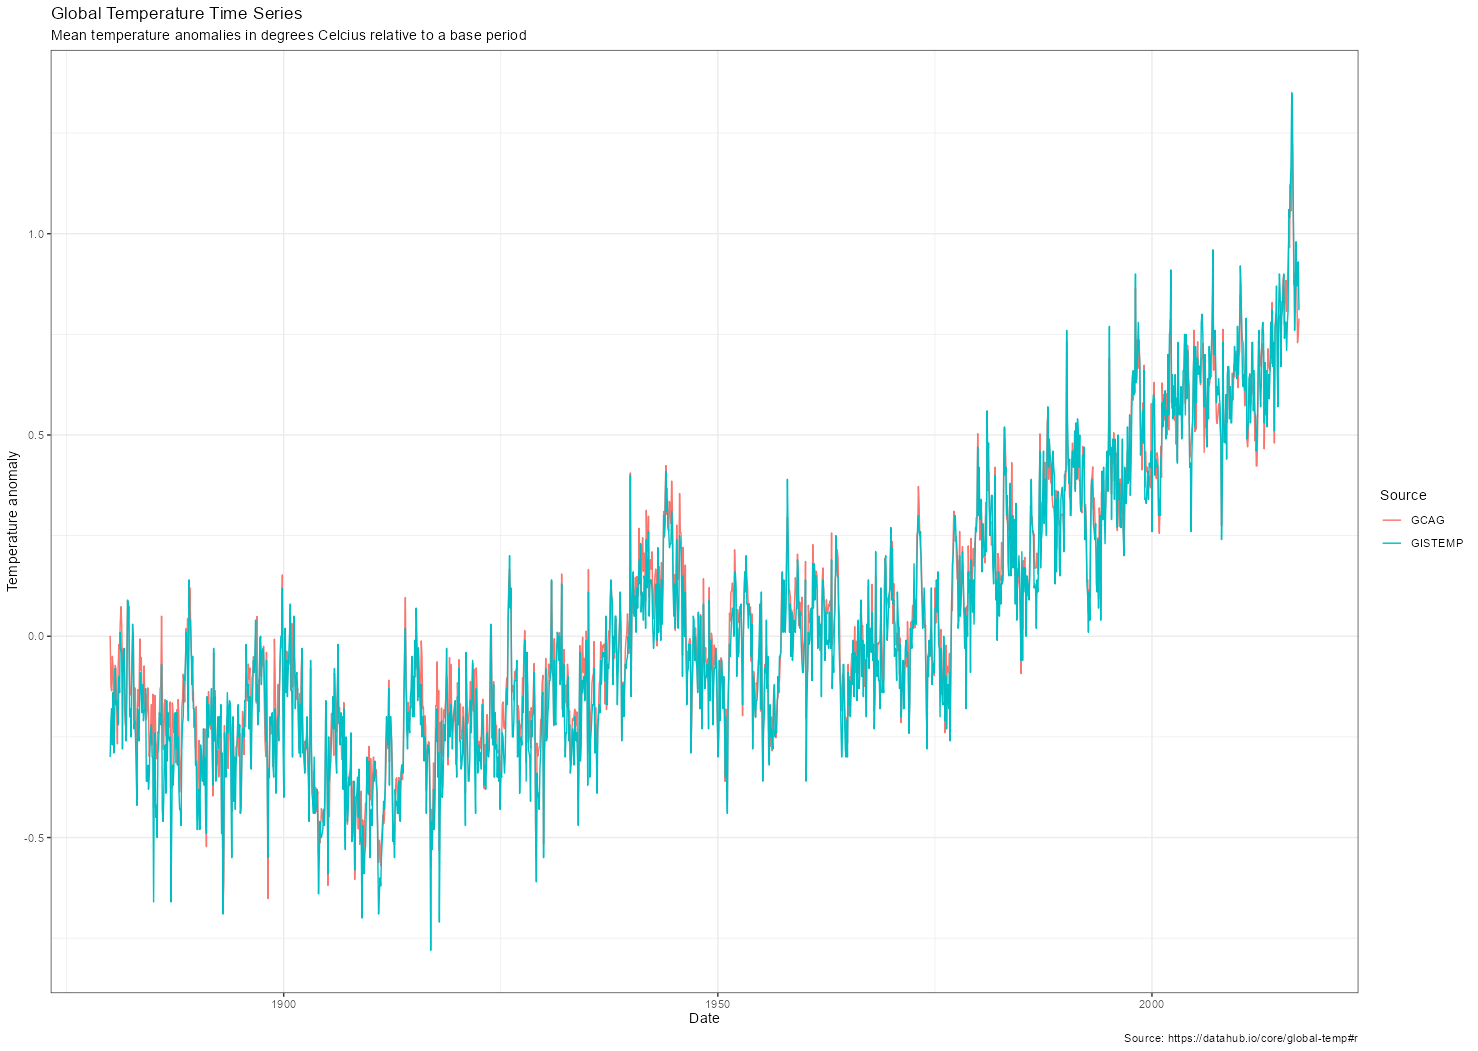 Global Temperature Time Series
Mean temperature anomalies in degrees Celcius relative to a base period
Temperature anomaly
1.0
0.5
0.0
-0.5
1900
1950
2000
Date
Source
GCAG
GISTEMP
Source: https://datahub.io/core/global-temp#r